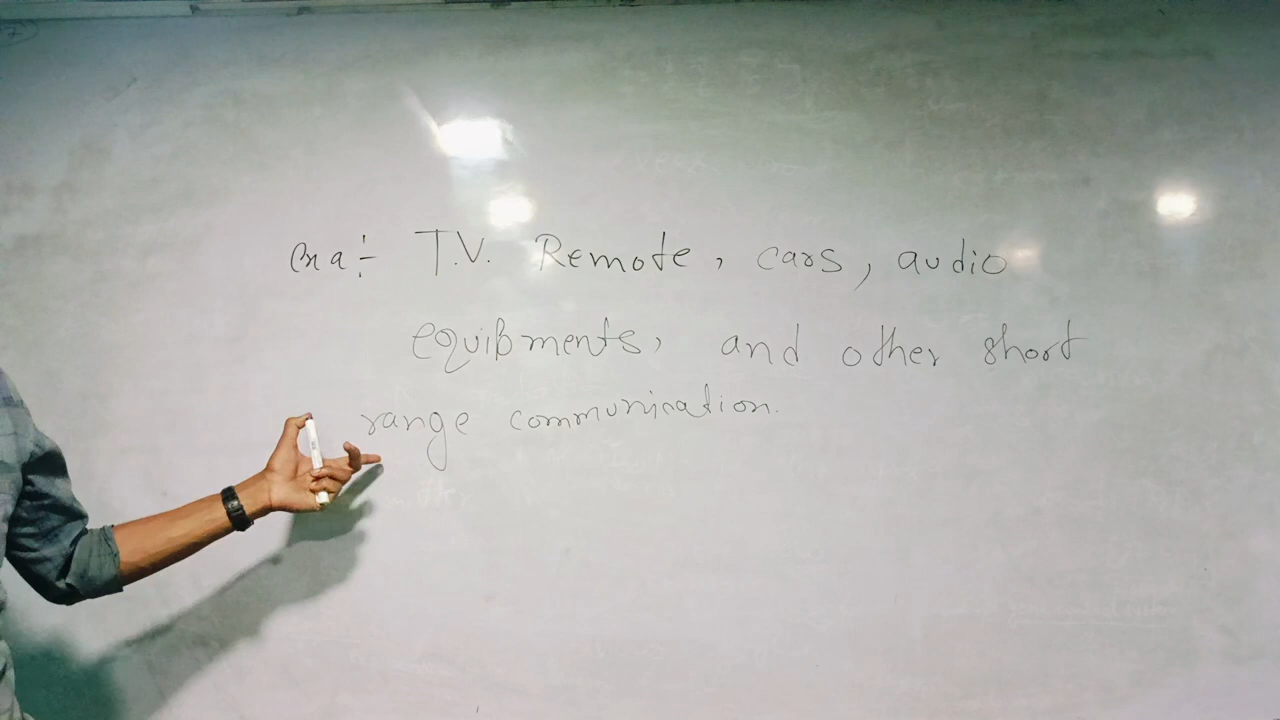 exa:- T.V. Remote, cars, audio
equipments, and other short
range communication.